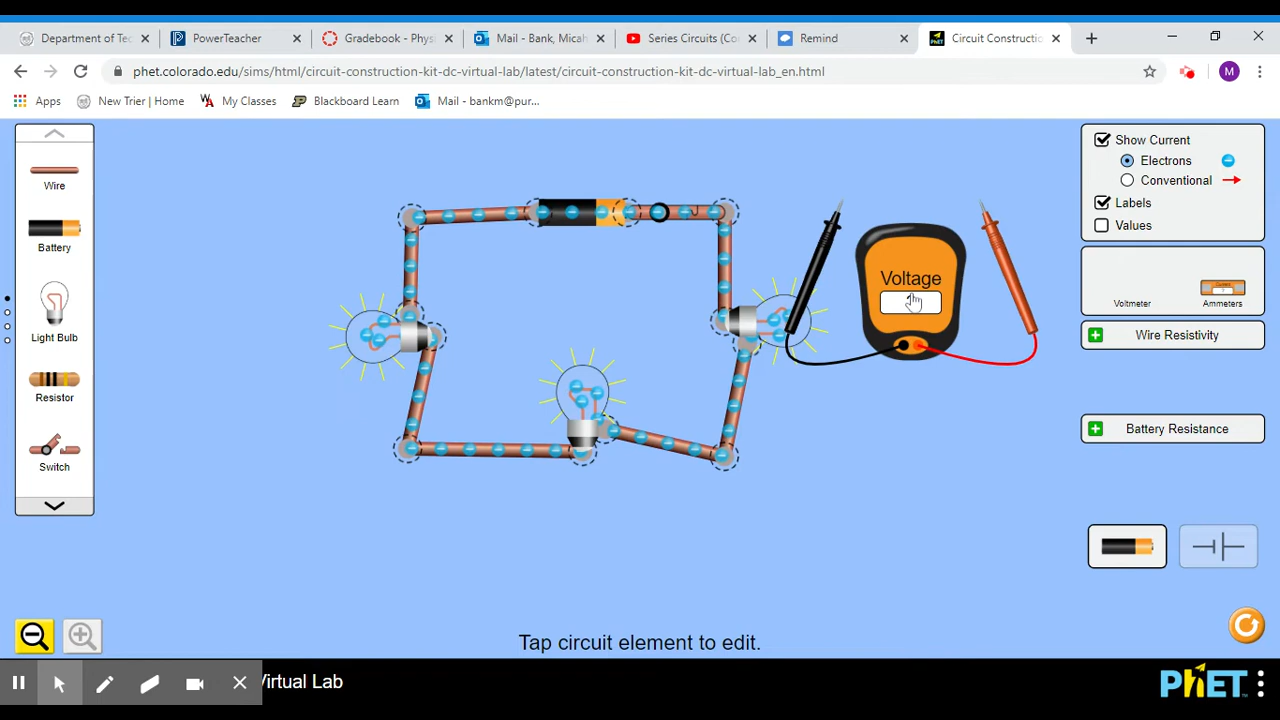 Department of Tec
PowerTeacher
Gradebook - Phys
Mail - Bank, Micah
Series Circuits (Co
Remind
Circuit Constructio
phet.colorado.edu/sims/html/circuit-construction-kit-dc-virtual-lab/latest/circuit-construction-kit-dc-virtual-lab_en.html
M
Apps
New Trier | Home
My Classes
Blackboard Learn
Mail - bankm@pur...
Wire
Battery
Light Bulb
Resistor
Switch
Voltage
Show Current
Electrons
Conventional
Labels
Values
Voltmeter
Ammeters
Wire Resistivity
Battery Resistance
Tap circuit element to edit.
Virtual Lab
PhET